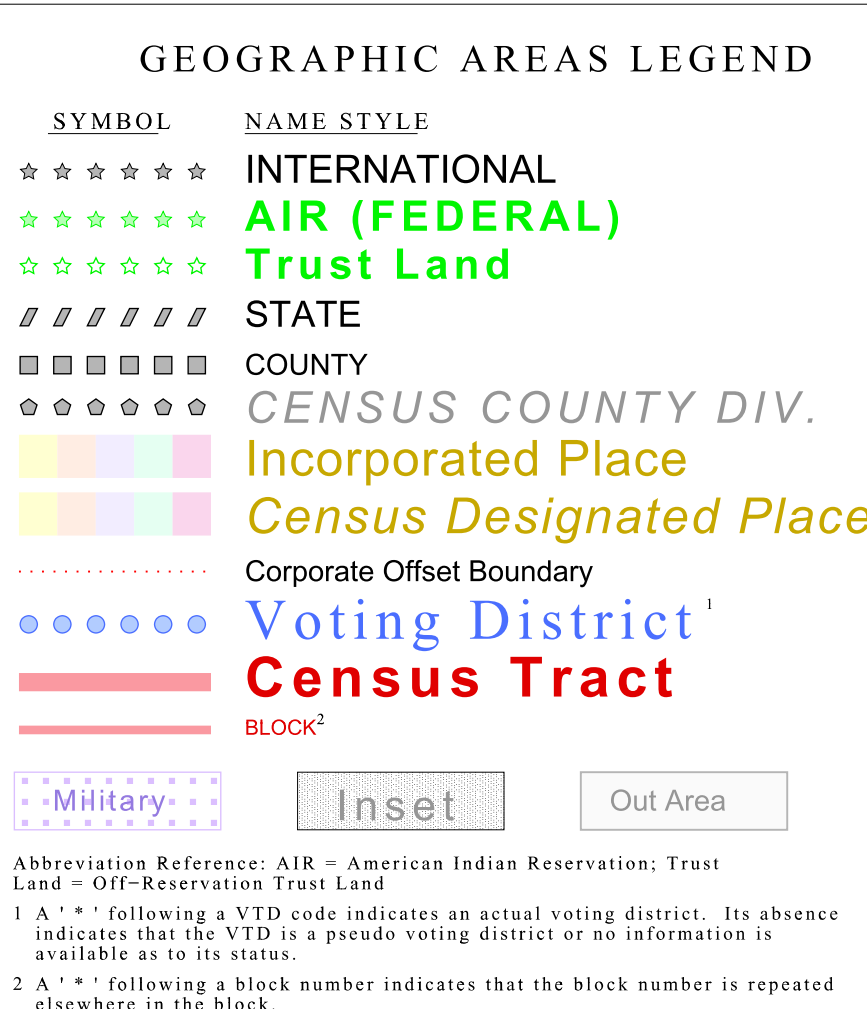 GEOGRAPHIC AREAS LEGEND
SYMBOL NAME STYLE
INTERNATIONAL
AIR (FEDERAL)
Trust Land
STATE
COUNTY
CENSUS COUNTY DIV.
Incorporated Place
Census Designated Place
Corporate Offset Boundary
Voting District 1
Census Tract
BLOCK2
Military Inset Out Area
Abbreviation Reference: AIR = American Indian Reservation; Trust
Land = Off−Reservation Trust Land
1 A ' * ' following a VTD code indicates an actual voting district. Its absence
indicates that the VTD is a pseudo voting district or no information is
available as to its status.
2 A ' * ' following a block number indicates that the block number is repeated
elsewhere in the block.